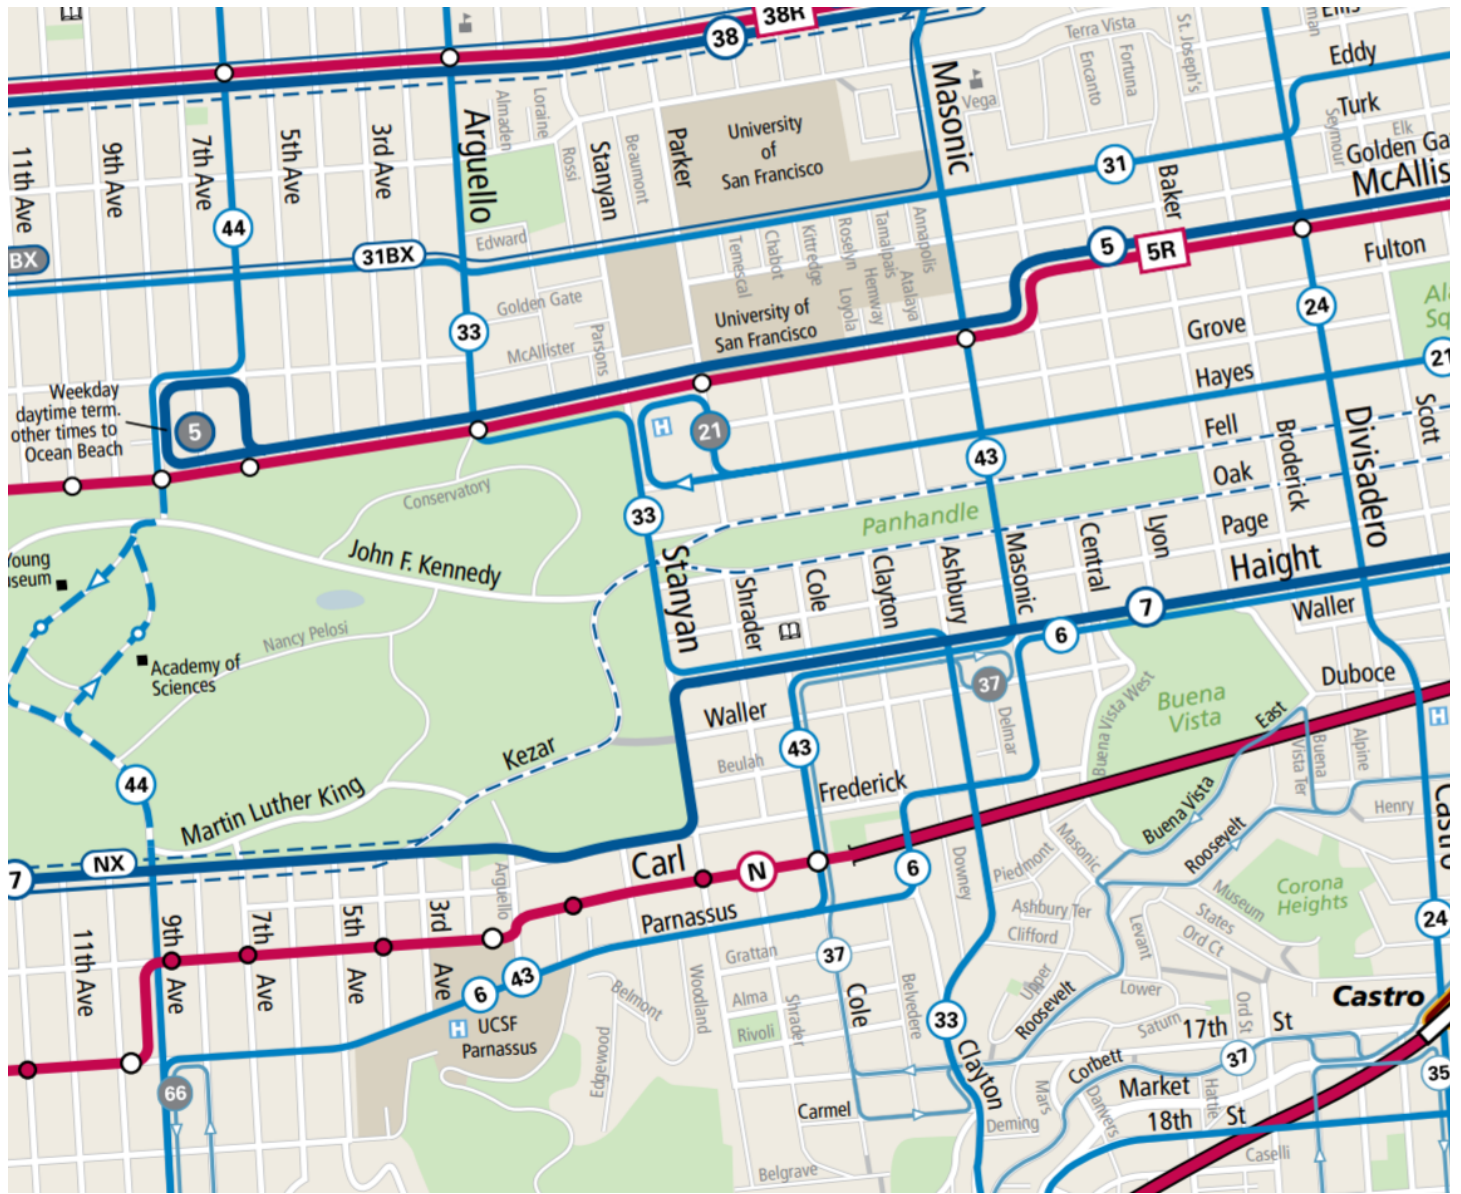 38R
38
Ellis
Eddy
Turk
Golden Ga
McAllis
Fulton
Terra Vista
Encanto
Fortuna
St. Joseph's
Vega
Seymour
Elk
Masonic
Baker
31
11th Ave
9th Ave
7th Ave
5th Ave
3rd Ave
Arguello
Almaden
Loraine
Rossi
Stanyan
Beaumont
Parker
University
of
San Francisco
44
BX
31BX
Edward
Golden Gate
McAllister
Parsons
33
Temescal
Chabot
Kittredge
Roselyn
Tamalpais
Annapolis
Loyola
Hemway
Atalaya
University of
San Francisco
5
5R
24
Grove
Hayes
21
Fell
Oak
Page
Haight
Broderick
Divisadero
Scott
Weekday
daytime term.
other times to
Ocean Beach
5
H
21
43
33
Conservatory
John F. Kennedy
Panhandle
Young
Nancy Pelosi
Academy of
Sciences
Stanyan
Shrader
Cole
Clayton
Ashbury
Masonic
Central
Lyon
7
6
37
Waller
Duboce
Buena
Vista
Buena Vista West
East
Delmar
Waller
Beulah
43
Frederick
Kezar
44
Martin Luther King
NX
7
Carl
N
6
Parnassus
Buena Vista
Roosevelt
Buena
Vista Ter
Alpine
H
Henry
Castro
Masonic
Piedmont
Downey
Ashbury Ter
Clifford
Museum
States
Ord Ct
Corona
Heights
24
Levant
Lower
Upper
Roosevelt
Saturn
Ord St
17th St
Castro
Arguello
11th Ave
9th Ave
7th Ave
5th Ave
3rd Ave
6
43
H
UCSF
Parnassus
Belmont
Edgewood
Woodland
Grattan
Alma
Rivoli
Shrader
37
Cole
Belvedere
33
Clayton
Carmel
Deming
Mars
Corbett
Danvers
Market
37
Hattie
18th St
35
Caselli
Belgrave
66